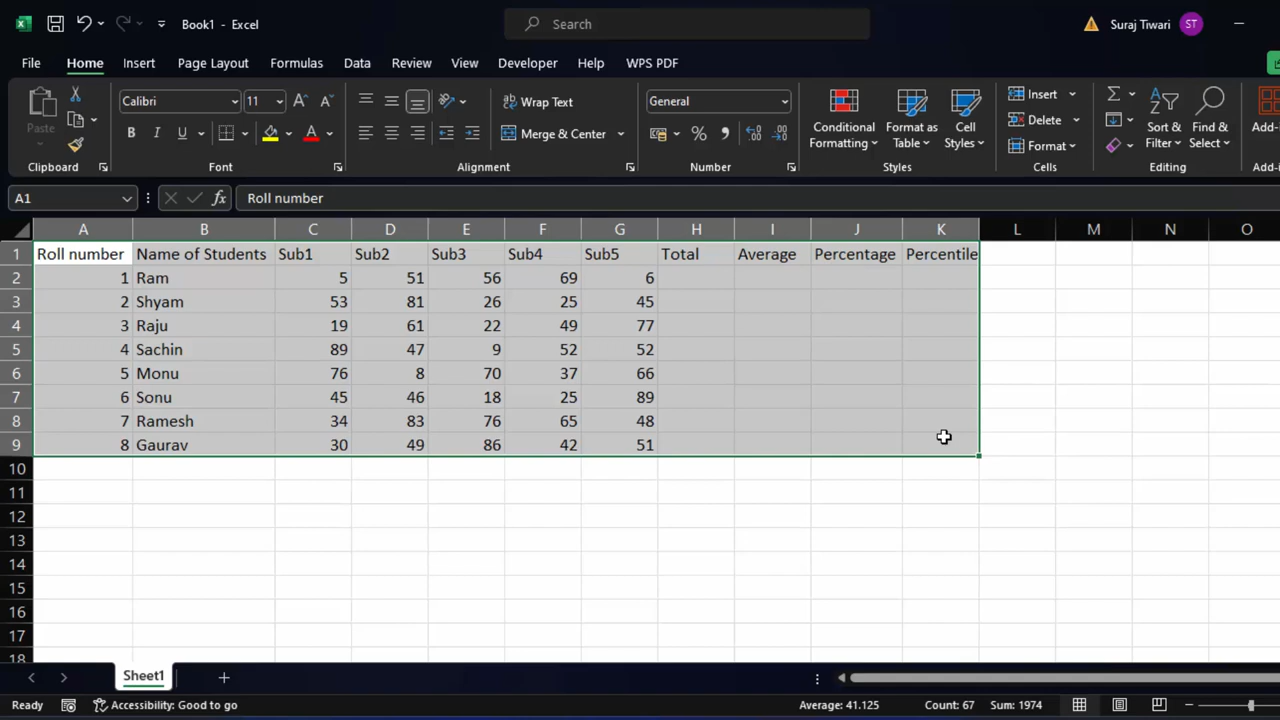 Book1 - Excel
Search
Suraj Tiwari ST
File Home Insert Page Layout Formulas Data Review View Developer Help WPS PDF
Paste
Clipboard
Calibri 11
B I U
Font
Wrap Text
Merge & Center
Alignment
General
Number
Conditional Formatting
Format as Table
Cell Styles
Styles
Insert
Delete
Format
Cells
Sort & Filter
Find & Select
Editing
Add-
Add-i
A1 fx Roll number
A B C D E F G H I J K L M N O
1 Roll number Name of Students Sub1 Sub2 Sub3 Sub4 Sub5 Total Average Percentage Percentile
2 1 Ram 5 51 56 69 6
3 2 Shyam 53 81 26 25 45
4 3 Raju 19 61 22 49 77
5 4 Sachin 89 47 9 52 52
6 5 Monu 76 8 70 37 66
7 6 Sonu 45 46 18 25 89
8 7 Ramesh 34 83 76 65 48
9 8 Gaurav 30 49 86 42 51
10
11
12
13
14
15
16
17
18
Sheet1
Ready Accessibility: Good to go Average: 41.125 Count: 67 Sum: 1974